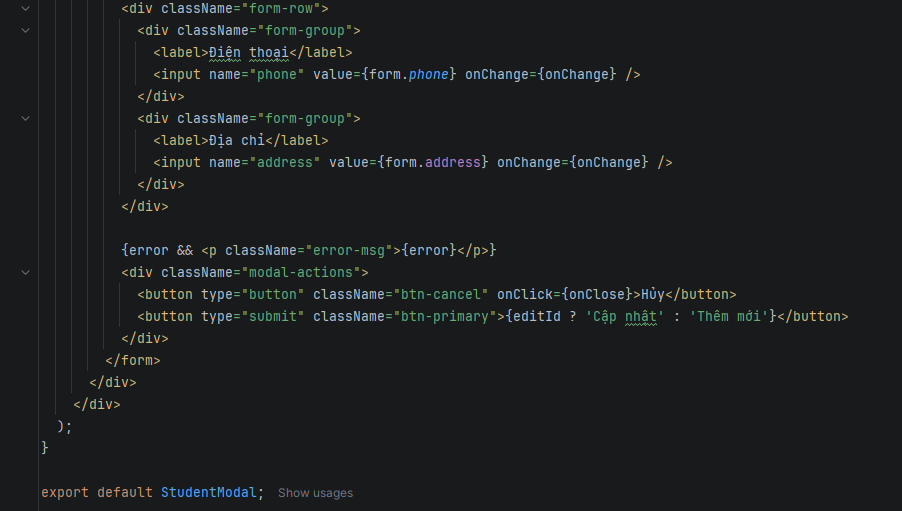 <div className="form-row">
<div className="form-group">
<label>Điện thoại</label>
<input name="phone" value={form.phone} onChange={onChange} />
</div>
<div className="form-group">
<label>Địa chỉ</label>
<input name="address" value={form.address} onChange={onChange} />
</div>
</div>
{error && <p className="error-msg">{error}</p>}
<div className="modal-actions">
<button type="button" className="btn-cancel" onClick={onClose}>Hủy</button>
<button type="submit" className="btn-primary">{editId ? 'Cập nhật' : 'Thêm mới'}</button>
</div>
</form>
</div>
</div>
);
}
export default StudentModal; Show usages